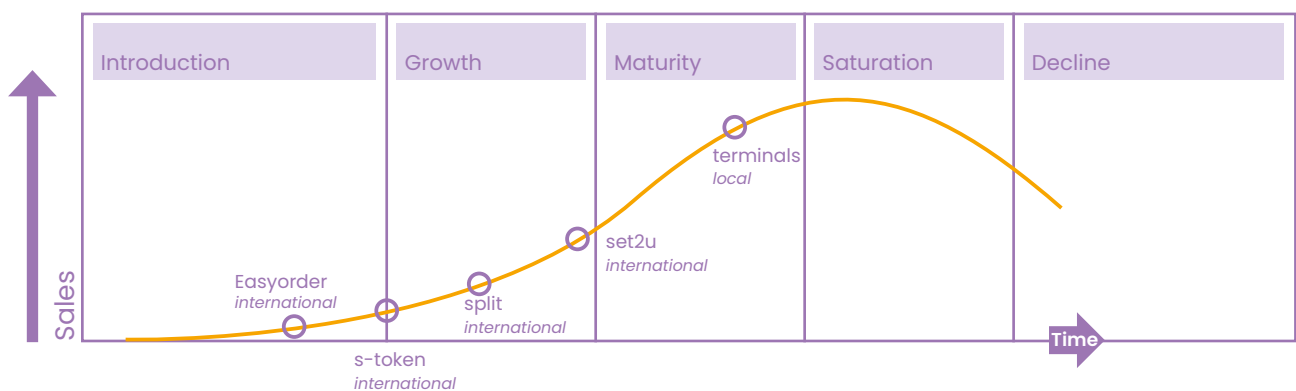 Introduction
Growth
Maturity
Saturation
Decline
Sales
terminals
local
set2u
international
Easyorder
international
split
international
Time
s-token
international